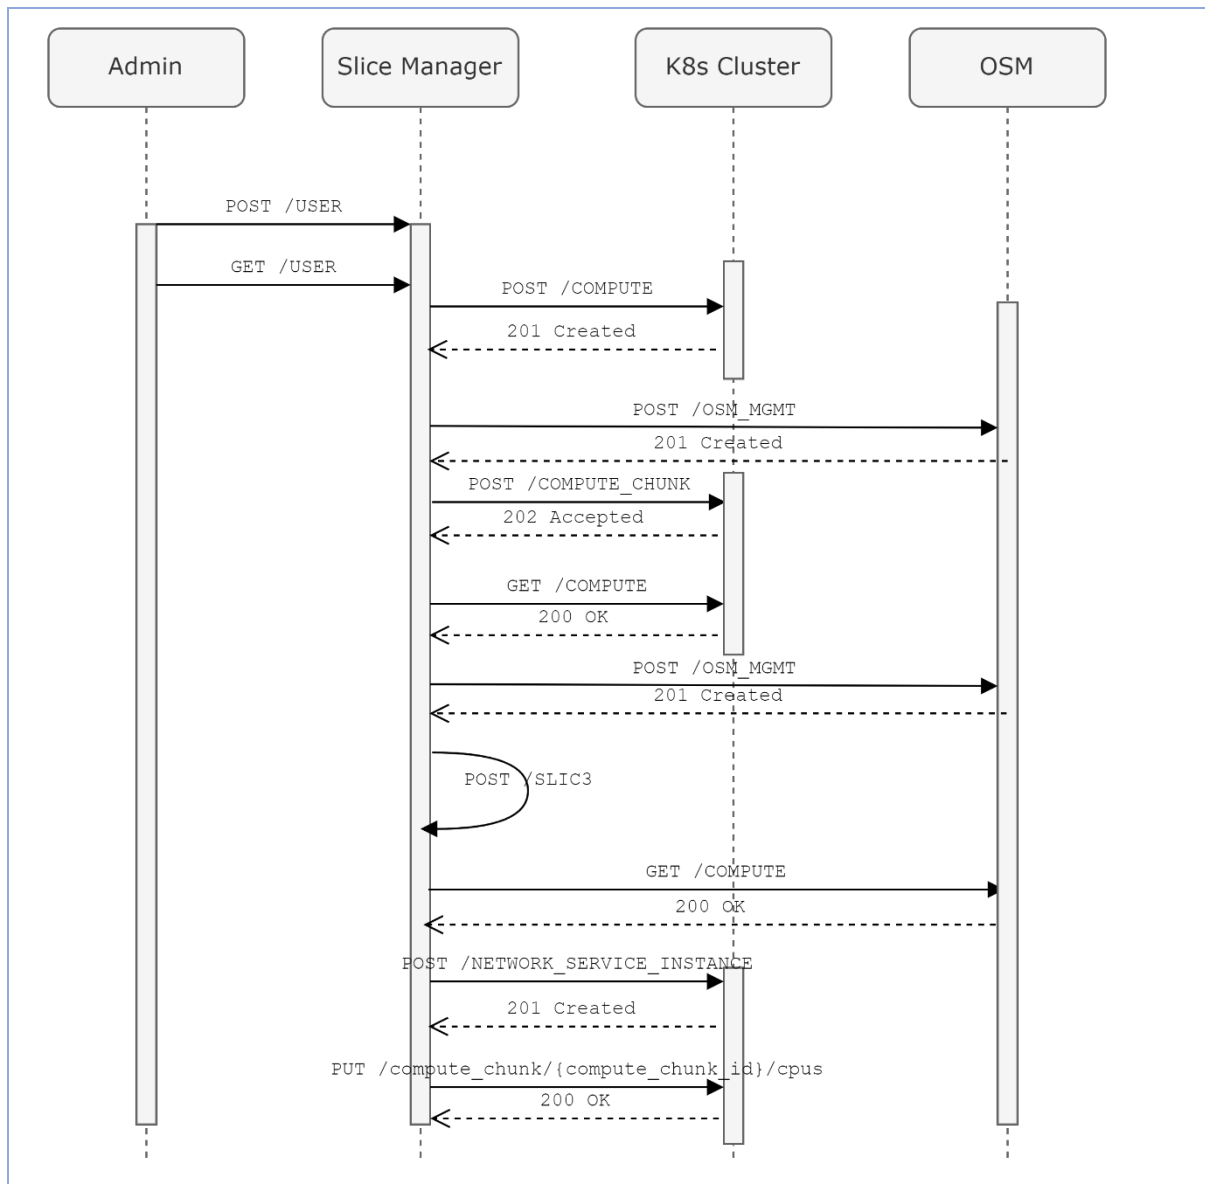 Admin
Slice Manager
K8s Cluster
OSM
POST /USER
GET /USER
POST /COMPUTE
201 Created
POST /OSM_MGMT
201 Created
POST /COMPUTE_CHUNK
202 Accepted
GET /COMPUTE
200 OK
POST /OSM_MGMT
201 Created
POST /SLIC3
GET /COMPUTE
200 OK
POST /NETWORK_SERVICE_INSTANCE
201 Created
PUT /compute_chunk/{compute_chunk_id}/cpus
200 OK